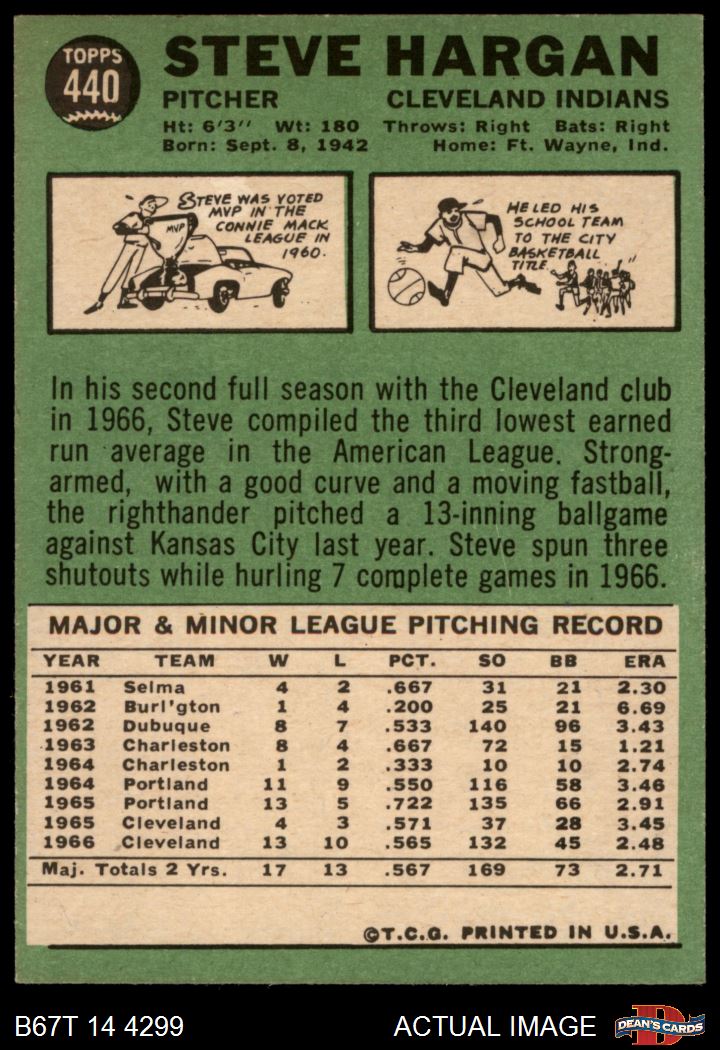 TOPPS
440
STEVE HARGAN
PITCHER CLEVELAND INDIANS
Ht: 6'3" Wt: 180 Throws: Right Bats: Right
Born: Sept. 8, 1942 Home: Ft. Wayne, Ind.
STEVE WAS VOTED
MVP IN THE
CONNIE MACK
LEAGUE IN
1960.
MVP
HE LED HIS
SCHOOL TEAM
TO THE CITY
BASKETBALL
TITLE.
In his second full season with the Cleveland club
in 1966, Steve compiled the third lowest earned
run average in the American League. Strong-
armed, with a good curve and a moving fastball,
the righthander pitched a 13-inning ballgame
against Kansas City last year. Steve spun three
shutouts while hurling 7 complete games in 1966.
MAJOR & MINOR LEAGUE PITCHING RECORD
YEAR TEAM W L PCT. SO BB ERA
1961 Selma 4 2 .667 31 21 2.30
1962 Burl'gton 1 4 .200 25 21 6.69
1962 Dubuque 8 7 .533 140 96 3.43
1963 Charleston 8 4 .667 72 15 1.21
1964 Charleston 1 2 .333 10 10 2.74
1964 Portland 11 9 .550 116 58 3.46
1965 Portland 13 5 .722 135 66 2.91
1965 Cleveland 4 3 .571 37 28 3.45
1966 Cleveland 13 10 .565 132 45 2.48
Maj. Totals 2 Yrs. 17 13 .567 169 73 2.71
©T.C.G. PRINTED IN U.S.A.
B67T 14 4299 ACTUAL IMAGE
DEAN'S CARDS